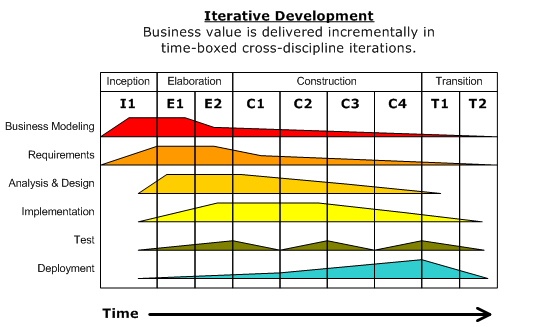 Iterative Development
Business value is delivered incrementally in
time-boxed cross-discipline iterations.
Inception Elaboration Construction Transition
I1 E1 E2 C1 C2 C3 C4 T1 T2
Business Modeling
Requirements
Analysis & Design
Implementation
Test
Deployment
Time